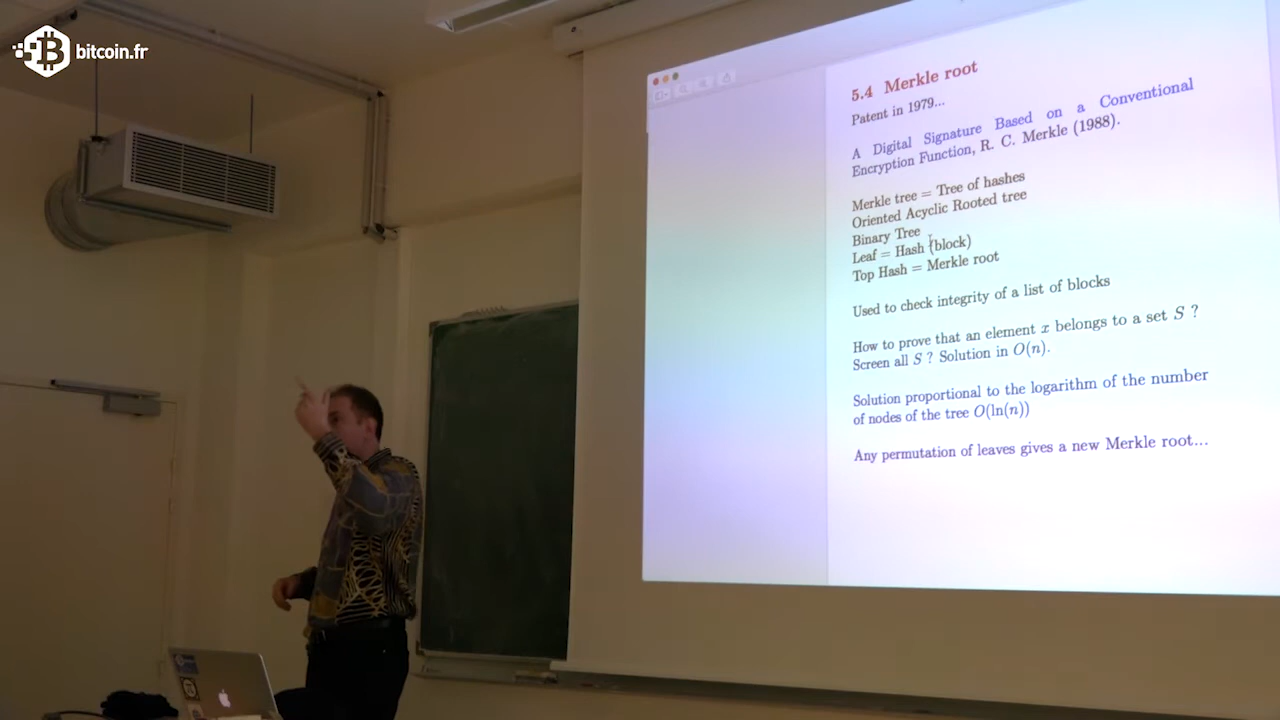 bitcoin.fr
5.4 Merkle root
Patent in 1979...
A Digital Signature Based on a Conventional
Encryption Function, R. C. Merkle (1988).
Merkle tree = Tree of hashes
Oriented Acyclic Rooted tree
Binary Tree
Leaf = Hash (block)
Top Hash = Merkle root
Used to check integrity of a list of blocks
How to prove that an element x belongs to a set S ?
Screen all S ? Solution in O(n).
Solution proportional to the logarithm of the number
of nodes of the tree O(ln(n))
Any permutation of leaves gives a new Merkle root...